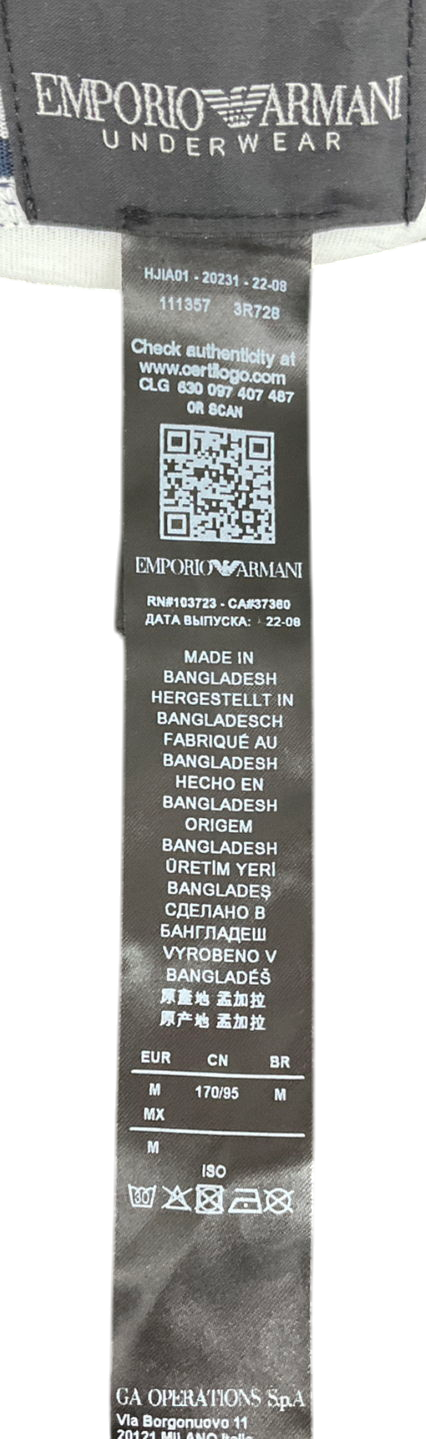 EMPORIO ARMANI
UNDERWEAR
HJIA01 - 20231 - 22-08
111357 3R728
Check authenticity at
www.certilogo.com
CLG 630 097 407 487
OR SCAN
EMPORIO ARMANI
RN#103723 - CA#37360
ДАТА ВЫПУСКА: 22-08
MADE IN
BANGLADESH
HERGESTELLT IN
BANGLADESCH
FABRIQUÉ AU
BANGLADESH
HECHO EN
BANGLADESH
ORIGEM
BANGLADESH
ÜRETİM YERİ
BANGLADEŞ
СДЕЛАНО В
БАНГЛАДЕШ
VYROBENO V
BANGLADÉŠ
原產地 孟加拉
原产地 孟加拉
EUR CN BR
M 170/95 M
MX
M
ISO
30
GA OPERATIONS S.p.A
Via Borgonuovo 11
20121 MILANO Italia